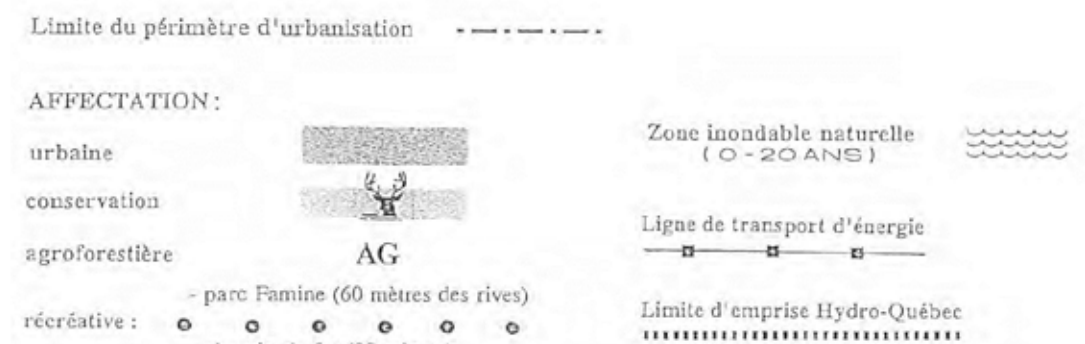 Limite du périmètre d'urbanisation
AFFECTATION:
urbaine
conservation
agroforestière AG
- parc Famine (60 mètres des rives)
récréative :
Zone inondable naturelle
( 0 - 20 ANS )
Ligne de transport d'énergie
Limite d'emprise Hydro-Québec